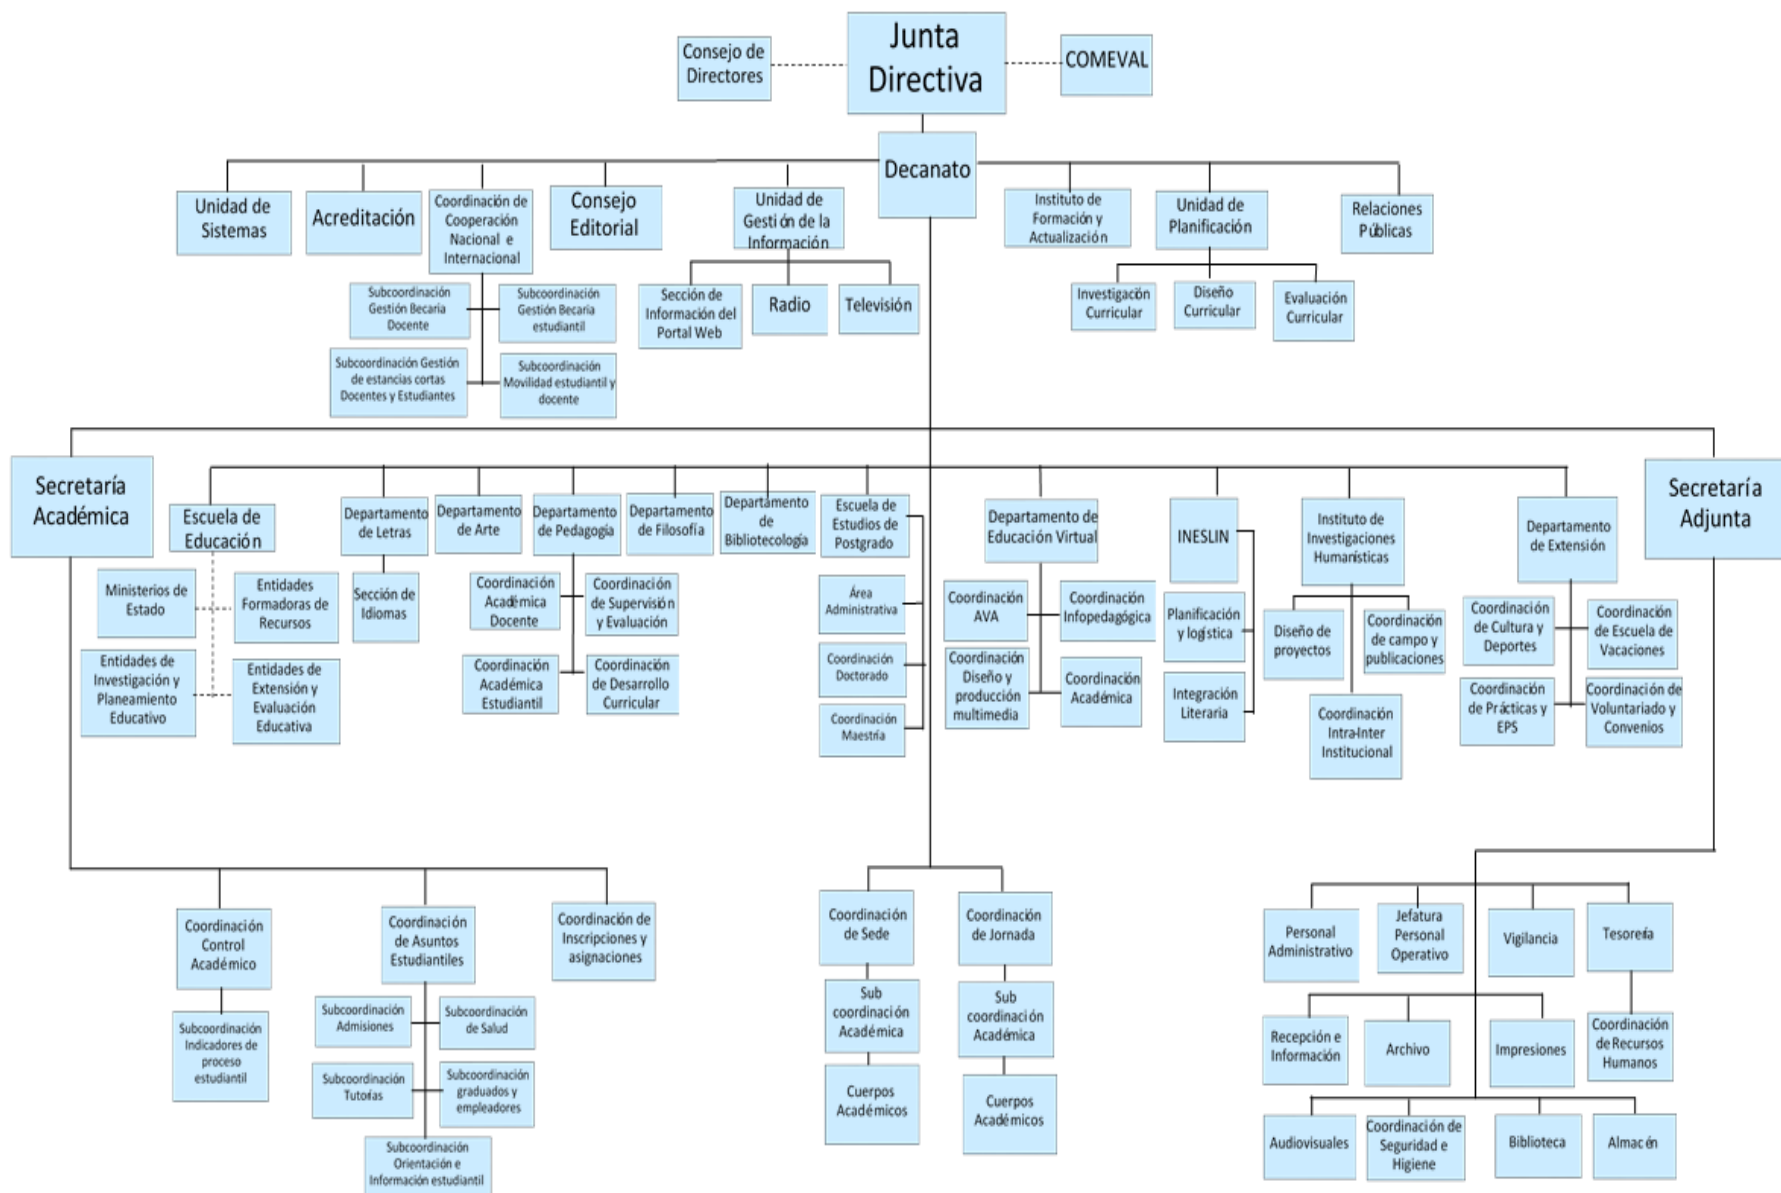 Junta
Directiva
Consejo de
Directores
COMEVAL
Decanato
Unidad de
Sistemas
Acreditación
Coordinación de
Cooperación
Nacional e
Internacional
Consejo
Editorial
Unidad de
Gestión de la
Información
Instituto de
Formación y
Actualización
Unidad de
Planificación
Relaciones
Públicas
Subcoordinación
Gestión Becaria
Docente
Subcoordinación
Gestión Becaria
estudiantil
Subcoordinación Gestión
de estancias cortas
Docentes y Estudiantes
Subcoordinación
Movilidad estudiantil y
docente
Sección de
Información del
Portal Web
Radio
Televisión
Investigación
Curricular
Diseño
Curricular
Evaluación
Curricular
Secretaría
Académica
Secretaría
Adjunta
Escuela de
Educación
Departamento
de Letras
Departamento
de Arte
Departamento
de Pedagogía
Departamento
de Filosofía
Departamento
de
Bibliotecología
Escuela de
Estudios de
Postgrado
Departamento de
Educación Virtual
INESLIN
Instituto de
Investigaciones
Humanísticas
Departamento
de Extensión
Ministerios de
Estado
Entidades
Formadoras de
Recursos
Entidades de
Investigación y
Planeamiento
Educativo
Entidades de
Extensión y
Evaluación
Educativa
Sección de
Idiomas
Coordinación
Académica
Docente
Coordinación
de Supervisión
y Evaluación
Coordinación
Académica
Estudiantil
Coordinación
de Desarrollo
Curricular
Área
Administrativa
Coordinación
Doctorado
Coordinación
Maestría
Coordinación
AVA
Coordinación
Infopedagógica
Coordinación
Diseño y
producción
multimedia
Coordinación
Académica
Planificación
y logística
Integración
Literaria
Diseño de
proyectos
Coordinación
de campo y
publicaciones
Coordinación
Intra-Inter
Institucional
Coordinación
de Cultura y
Deportes
Coordinación
de Escuela de
Vacaciones
Coordinación
de Prácticas y
EPS
Coordinación de
Voluntariado y
Convenios
Coordinación
Control
Académico
Coordinación
de Asuntos
Estudiantiles
Coordinación de
Inscripciones y
asignaciones
Subcoordinación
Indicadores de
proceso
estudiantil
Subcoordinación
Admisiones
Subcoordinación
de Salud
Subcoordinación
Tutorías
Subcoordinación
graduados y
empleadores
Subcoordinación
Orientación e
Información estudiantil
Coordinación
de Sede
Coordinación
de Jornada
Sub
coordinación
Académica
Sub
coordinación
Académica
Cuerpos
Académicos
Cuerpos
Académicos
Personal
Administrativo
Jefatura
Personal
Operativo
Vigilancia
Tesorería
Recepción e
Información
Archivo
Impresiones
Coordinación
de Recursos
Humanos
Audiovisuales
Coordinación de
Seguridad e
Higiene
Biblioteca
Almacén